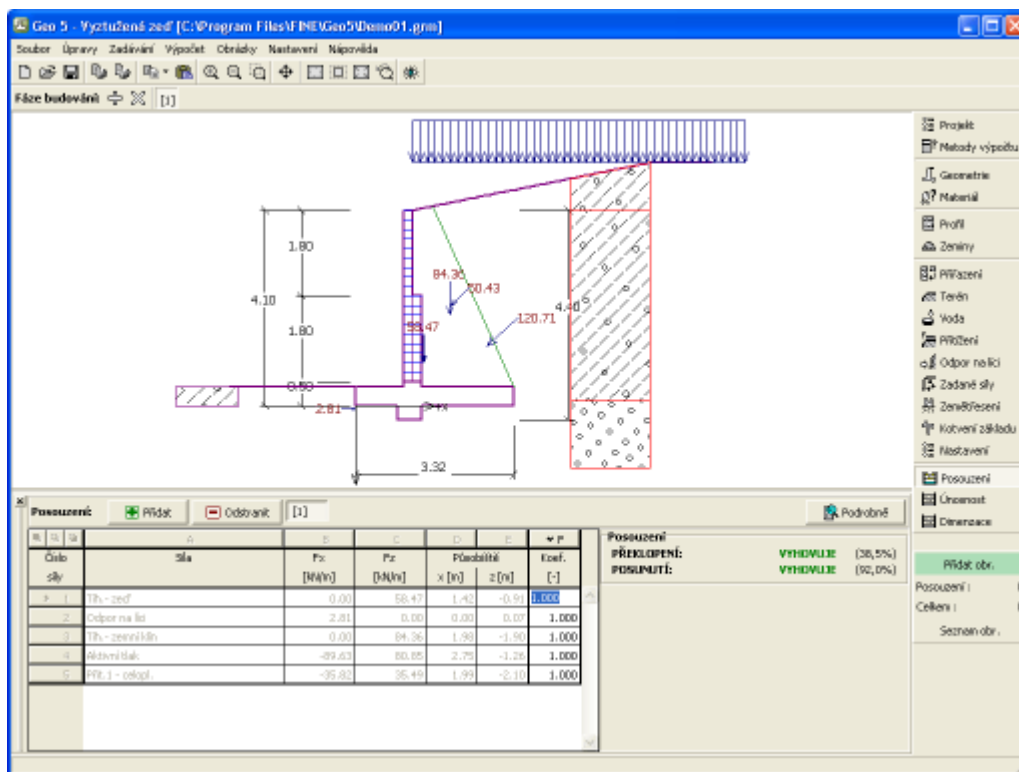 Geo 5 - Vyztužená zeď [C:\Program Files\FINE\Geo5\Demo01.grm]
Soubor Úpravy Zadávání Výpočet Obrázky Nastavení Nápověda
Fáze budování: [1]
1.80
4.10
1.80
0.50
2.81
3.32
84.36
50.43
120.71
4.40
+x
Projekt
Metody výpočtu
Geometrie
Materiál
Profil
Zeminy
Přiřazení
Terén
Voda
Přitížení
Odpor na líci
Zadané síly
Zemětřesení
Kotvení základu
Nastavení
Posouzení
Únosnost
Dimenzace
Přidat obr.
Posouzení :
Celkem :
Seznam obr.
Posouzení: Přidat Odstranit [1] Podrobně
A B C D E F
Číslo síly Síla Fx [kN/m] Fz [kN/m] Působiště x [m] z [m] Koef. [-]
1 Tíh.- zeď 0.00 58.47 1.42 -0.91 1.000
2 Odpor na líci 2.81 0.00 0.00 0.07 1.000
3 Tíh.- zemní klín 0.00 84.36 1.98 -1.90 1.000
4 Aktivní tlak -89.63 80.85 2.75 -1.26 1.000
5 Přit. 1 - celopl. -35.82 35.49 1.99 -2.10 1.000
Posouzení
PŘEKLOPENÍ: VYHOVUJE (38,5%)
POSUNUTÍ: VYHOVUJE (92,0%)